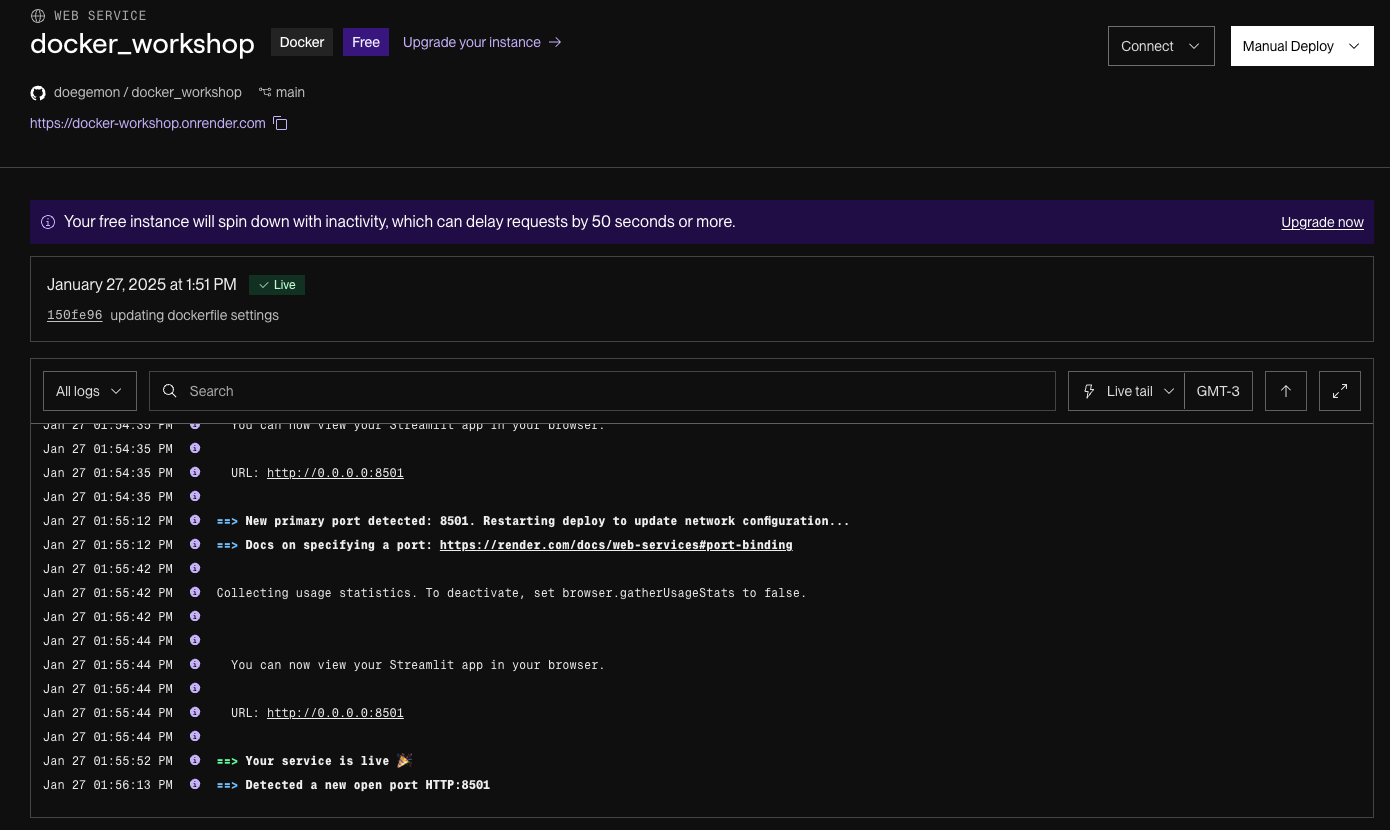 WEB SERVICE
docker_workshop Docker Free Upgrade your instance →
Connect Manual Deploy
doegemon / docker_workshop main
https://docker-workshop.onrender.com
Your free instance will spin down with inactivity, which can delay requests by 50 seconds or more. Upgrade now
January 27, 2025 at 1:51 PM Live
150fe96 updating dockerfile settings
All logs Search Live tail GMT-3
Jan 27 01:54:35 PM You can now view your Streamlit app in your browser.
Jan 27 01:54:35 PM
Jan 27 01:54:35 PM URL: http://0.0.0.0:8501
Jan 27 01:54:35 PM
Jan 27 01:55:12 PM ==> New primary port detected: 8501. Restarting deploy to update network configuration...
Jan 27 01:55:12 PM ==> Docs on specifying a port: https://render.com/docs/web-services#port-binding
Jan 27 01:55:42 PM
Jan 27 01:55:42 PM Collecting usage statistics. To deactivate, set browser.gatherUsageStats to false.
Jan 27 01:55:42 PM
Jan 27 01:55:44 PM
Jan 27 01:55:44 PM You can now view your Streamlit app in your browser.
Jan 27 01:55:44 PM
Jan 27 01:55:44 PM URL: http://0.0.0.0:8501
Jan 27 01:55:44 PM
Jan 27 01:55:52 PM ==> Your service is live 🎉
Jan 27 01:56:13 PM ==> Detected a new open port HTTP:8501